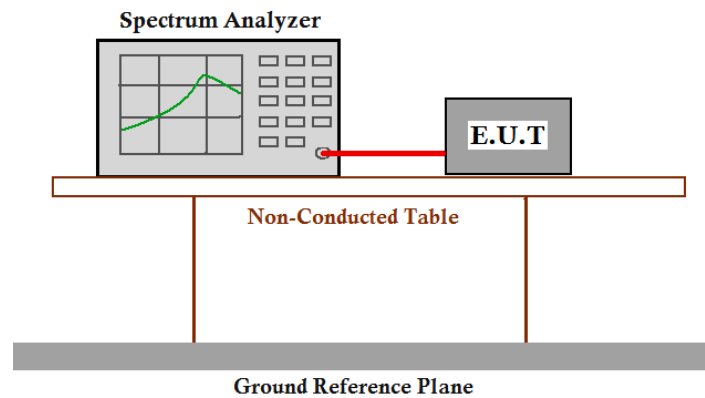 Spectrum Analyzer
E.U.T
Non-Conducted Table
Ground Reference Plane